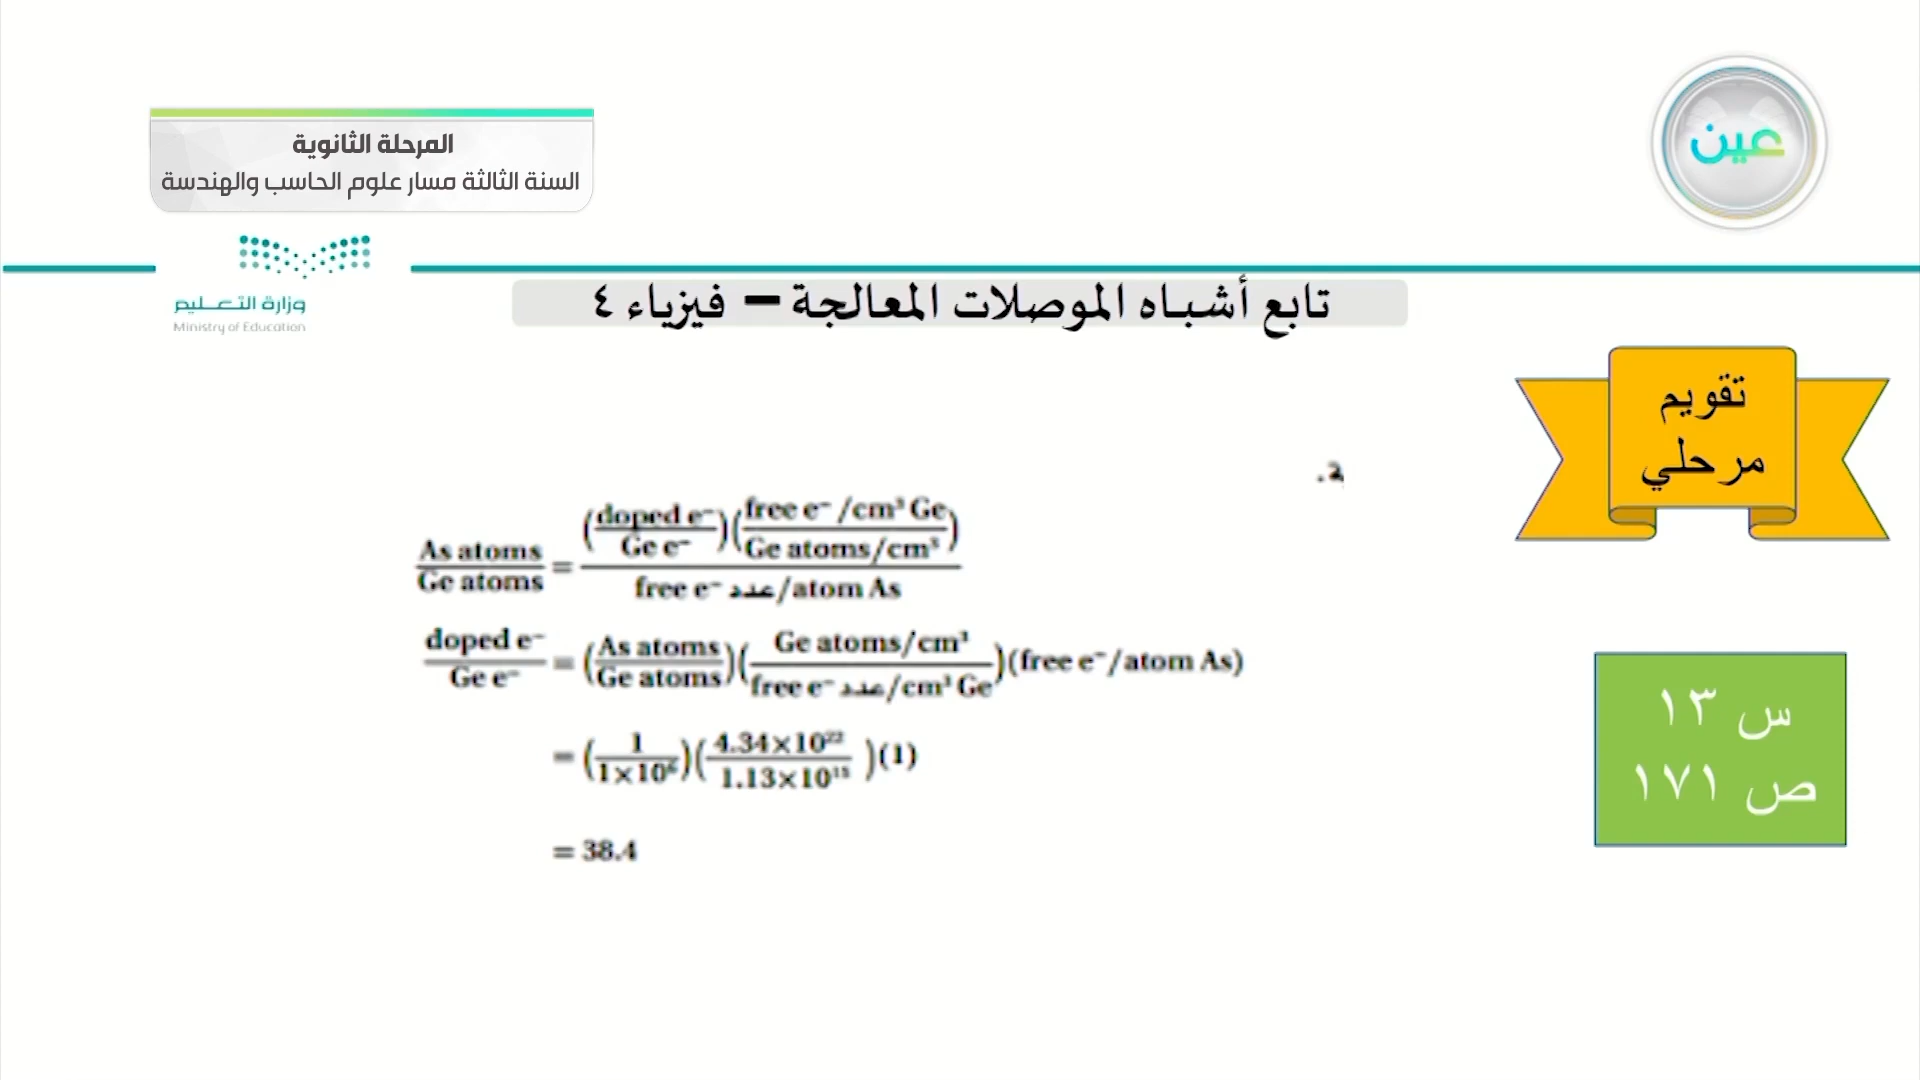 المرحلة الثانوية
السنة الثالثة مسار علوم الحاسب والهندسة
عين
وزارة التعـــليم
Ministry of Education
تابع أشباه الموصلات المعالجة – فيزياء ٤
تقويم
مرحلي
.a
As atoms/Ge atoms = (doped e⁻/Ge e⁻)(free e⁻/cm³ Ge / Ge atoms/cm³) / free e⁻ عدد/atom As
doped e⁻/Ge e⁻ = (As atoms/Ge atoms)(Ge atoms/cm³ / free e⁻ عدد/cm³ Ge)(free e⁻/atom As)
= (1/1×10⁶)(4.34×10²²/1.13×10¹⁵)(1)
= 38.4
س ١٣
ص ١٧١